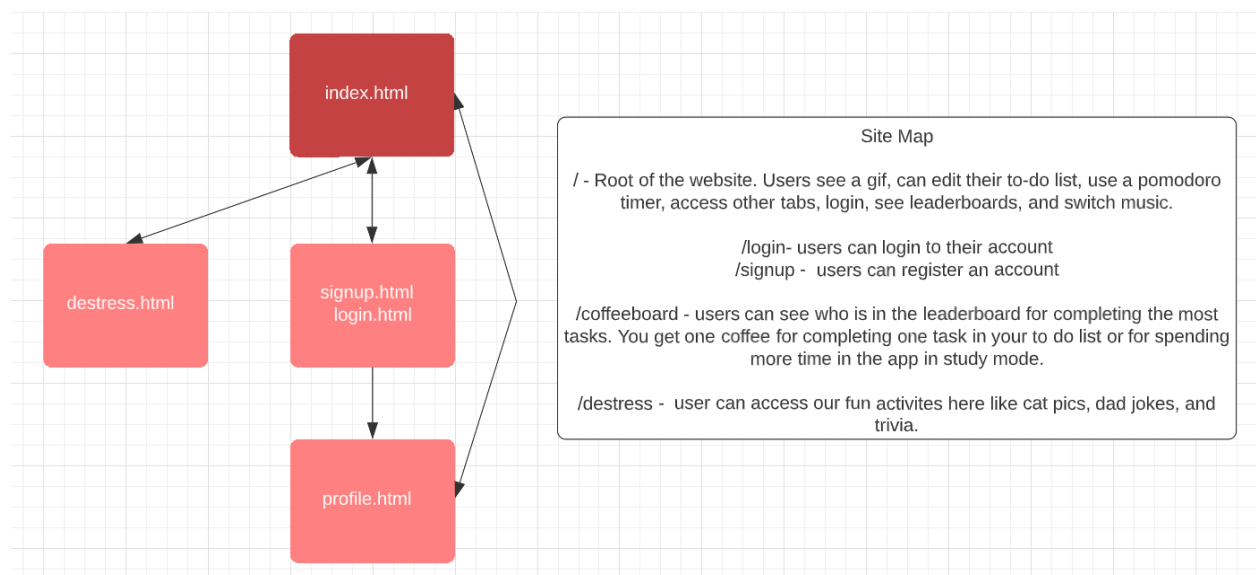 index.html
destress.html
signup.html
login.html
profile.html
Site Map
/ - Root of the website. Users see a gif, can edit their to-do list, use a pomodoro
timer, access other tabs, login, see leaderboards, and switch music.
/login- users can login to their account
/signup -  users can register an account
/coffeeboard - users can see who is in the leaderboard for completing the most
tasks. You get one coffee for completing one task in your to do list or for spending
more time in the app in study mode.
/destress -  user can access our fun activites here like cat pics, dad jokes, and
trivia.